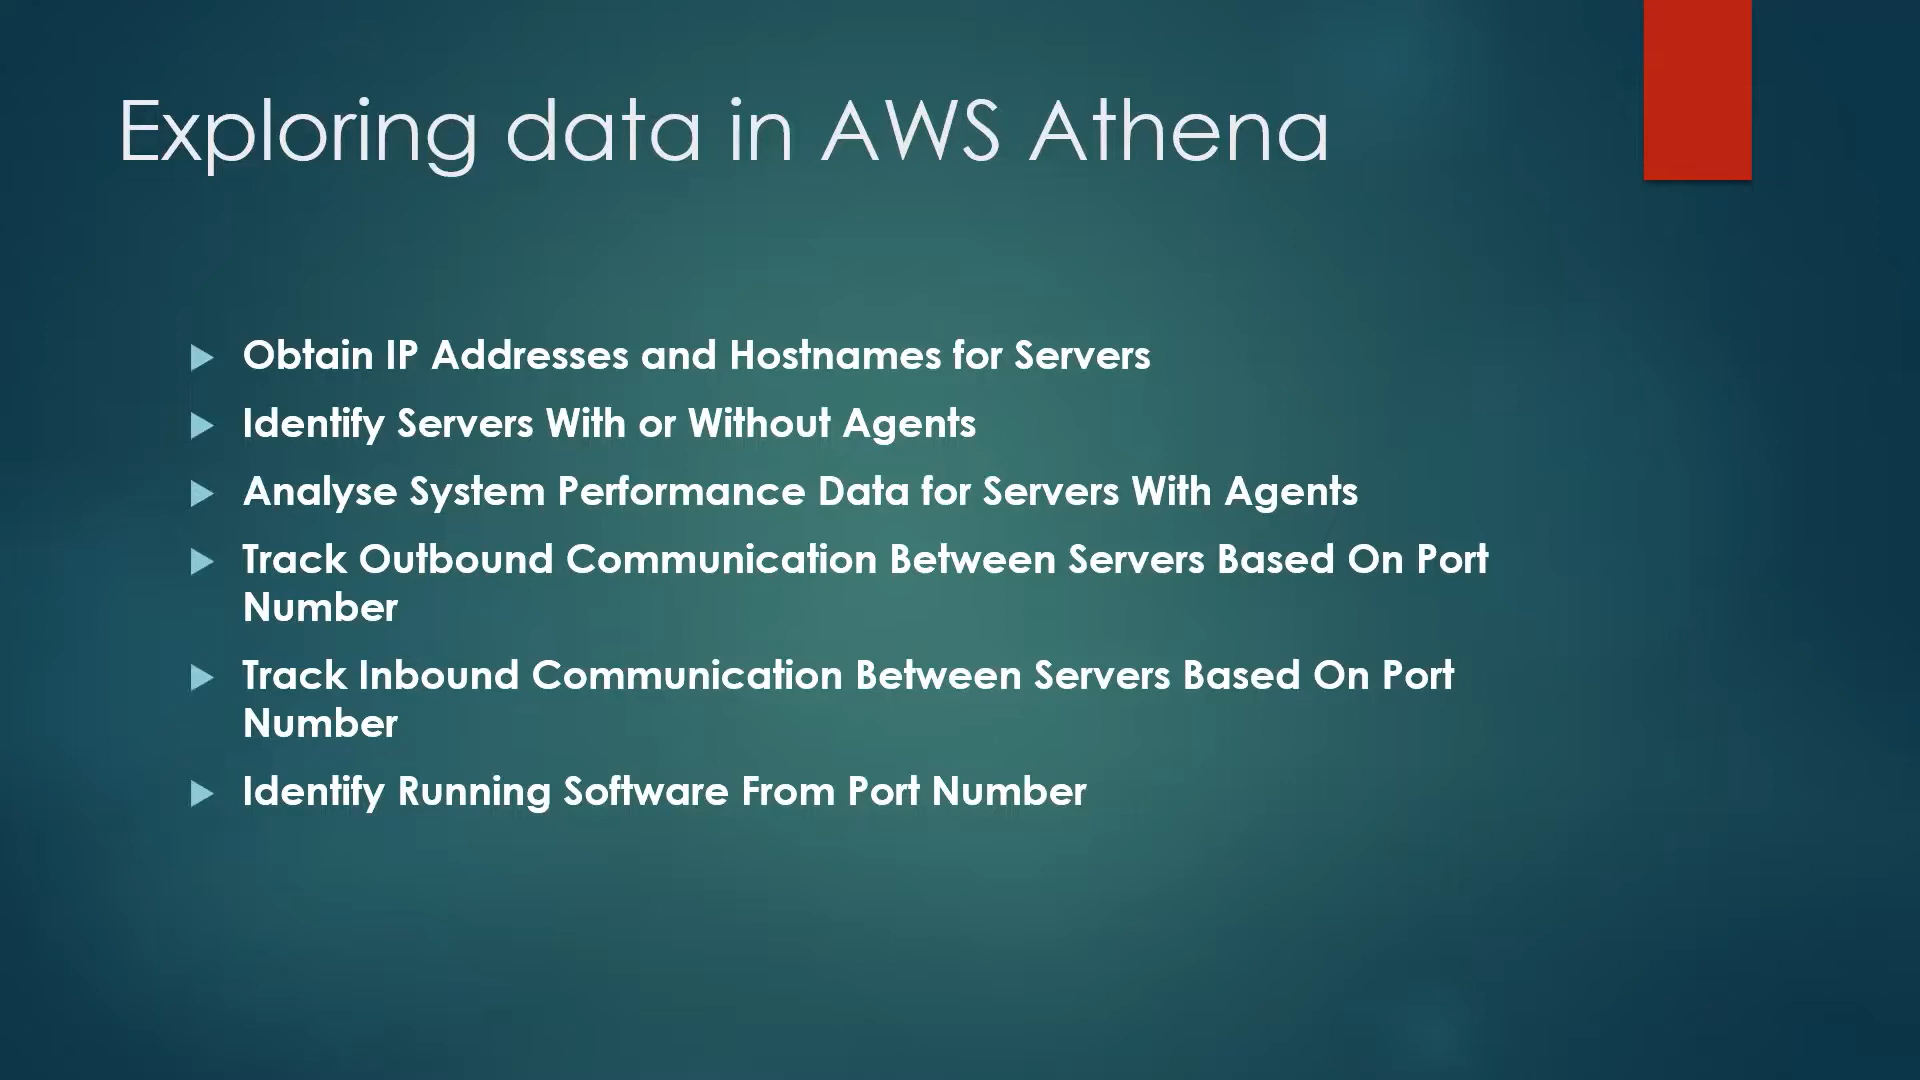 Exploring data in AWS Athena
Obtain IP Addresses and Hostnames for Servers
Identify Servers With or Without Agents
Analyse System Performance Data for Servers With Agents
Track Outbound Communication Between Servers Based On Port
Number
Track Inbound Communication Between Servers Based On Port
Number
Identify Running Software From Port Number